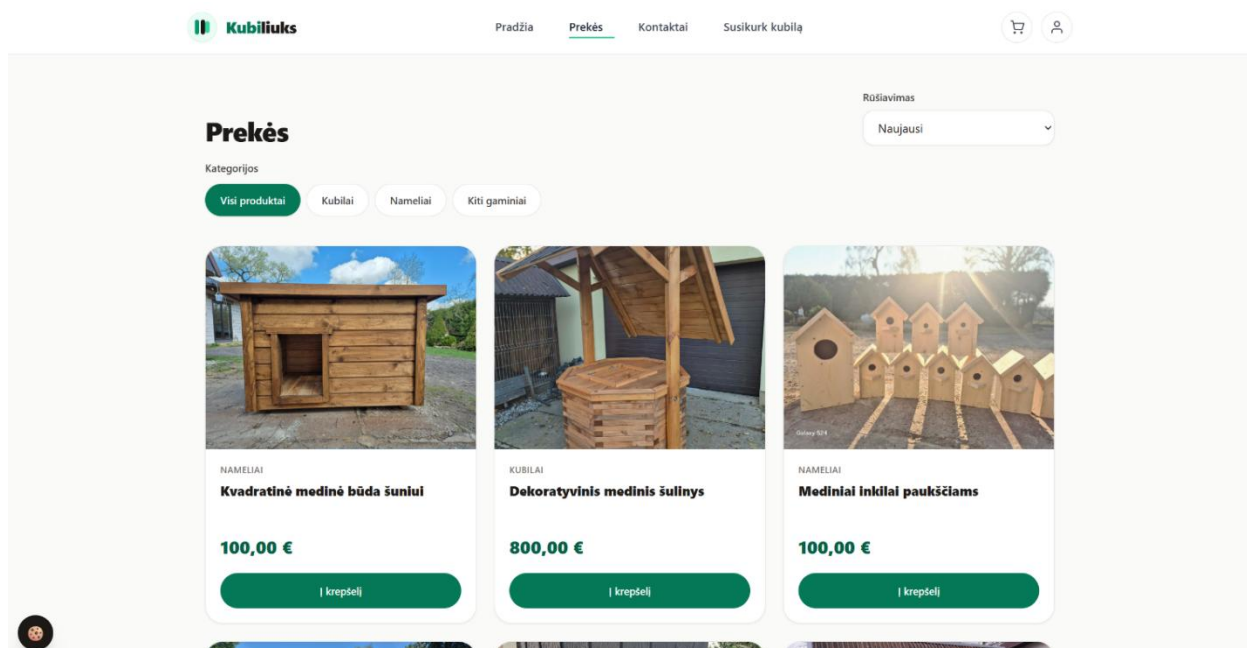 Kubiliuks
Pradžia
Prekės
Kontaktai
Susikurk kubilą
Rūšiavimas
Naujausi
Prekės
Kategorijos
Visi produktai
Kubilai
Nameliai
Kiti gaminiai
Galaxy S24
NAMELIAI
Kvadratinė medinė būda šuniui
100,00 €
Į krepšelį
KUBILAI
Dekoratyvinis medinis šulinys
800,00 €
Į krepšelį
NAMELIAI
Mediniai inkilai paukščiams
100,00 €
Į krepšelį